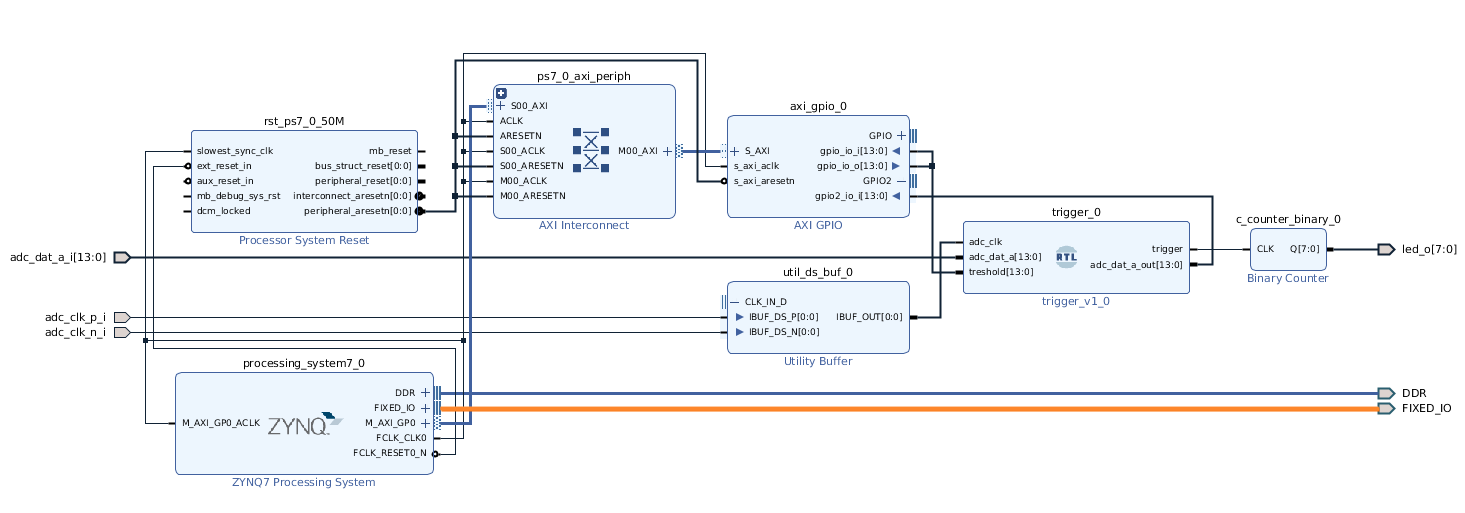 rst_ps7_0_50M
slowest_sync_clk
ext_reset_in
aux_reset_in
mb_debug_sys_rst
dcm_locked
mb_reset
bus_struct_reset[0:0]
peripheral_reset[0:0]
interconnect_aresetn[0:0]
peripheral_aresetn[0:0]
Processor System Reset
ps7_0_axi_periph
S00_AXI
ACLK
ARESETN
S00_ACLK
S00_ARESETN
M00_ACLK
M00_ARESETN
M00_AXI
AXI Interconnect
axi_gpio_0
S_AXI
s_axi_aclk
s_axi_aresetn
GPIO
gpio_io_i[13:0]
gpio_io_o[13:0]
GPIO2
gpio2_io_i[13:0]
AXI GPIO
trigger_0
adc_clk
adc_dat_a[13:0]
treshold[13:0]
RTL
trigger
adc_dat_a_out[13:0]
trigger_v1_0
c_counter_binary_0
CLK
Q[7:0]
Binary Counter
led_o[7:0]
adc_dat_a_i[13:0]
adc_clk_p_i
adc_clk_n_i
util_ds_buf_0
CLK_IN_D
IBUF_DS_P[0:0]
IBUF_DS_N[0:0]
IBUF_OUT[0:0]
Utility Buffer
processing_system7_0
M_AXI_GP0_ACLK
ZYNQ
DDR
FIXED_IO
M_AXI_GP0
FCLK_CLK0
FCLK_RESET0_N
ZYNQ7 Processing System
DDR
FIXED_IO